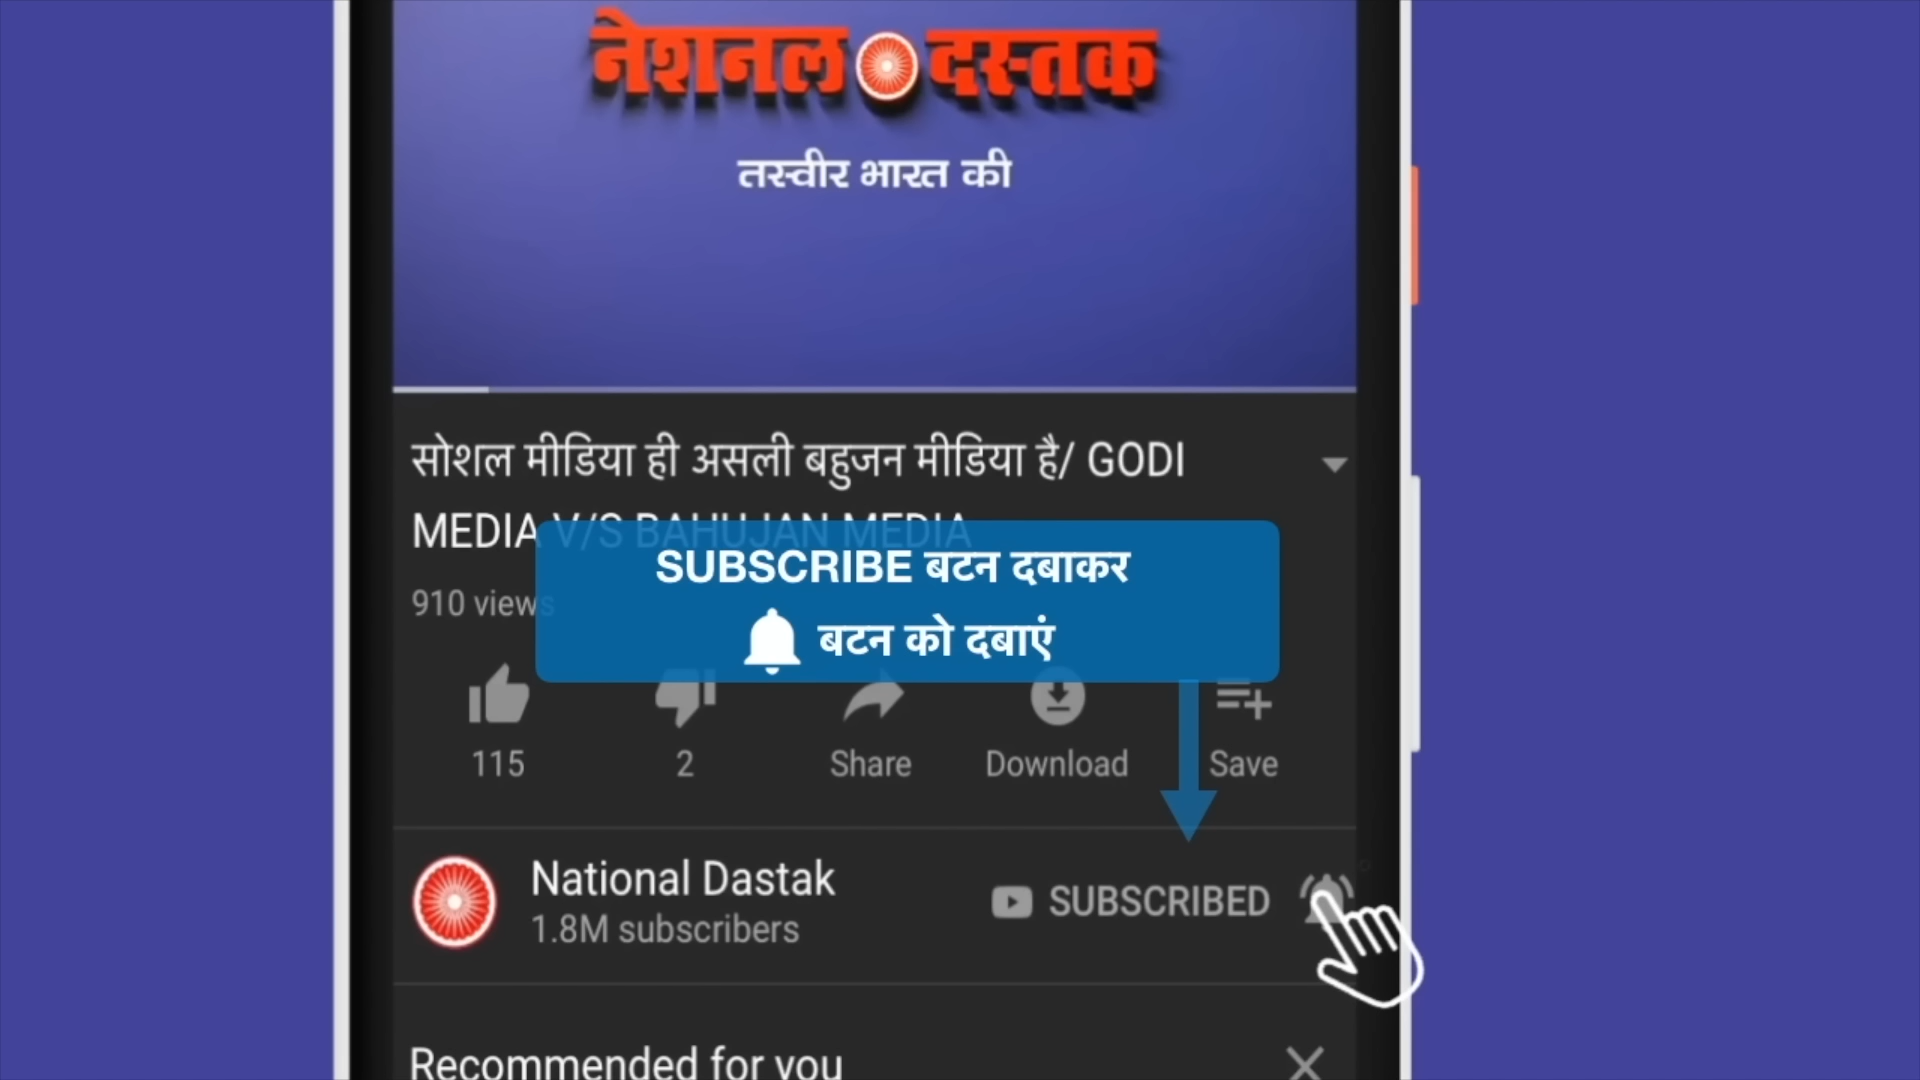 नेशनल दस्तक
तस्वीर भारत की
सोशल मीडिया ही असली बहुजन मीडिया है/ GODI
MEDIA V/S BAHUJAN MEDIA
SUBSCRIBE बटन दबाकर
बटन को दबाएं
910 views
115
2
Share
Download
Save
National Dastak
1.8M subscribers
SUBSCRIBED
Recommended for you